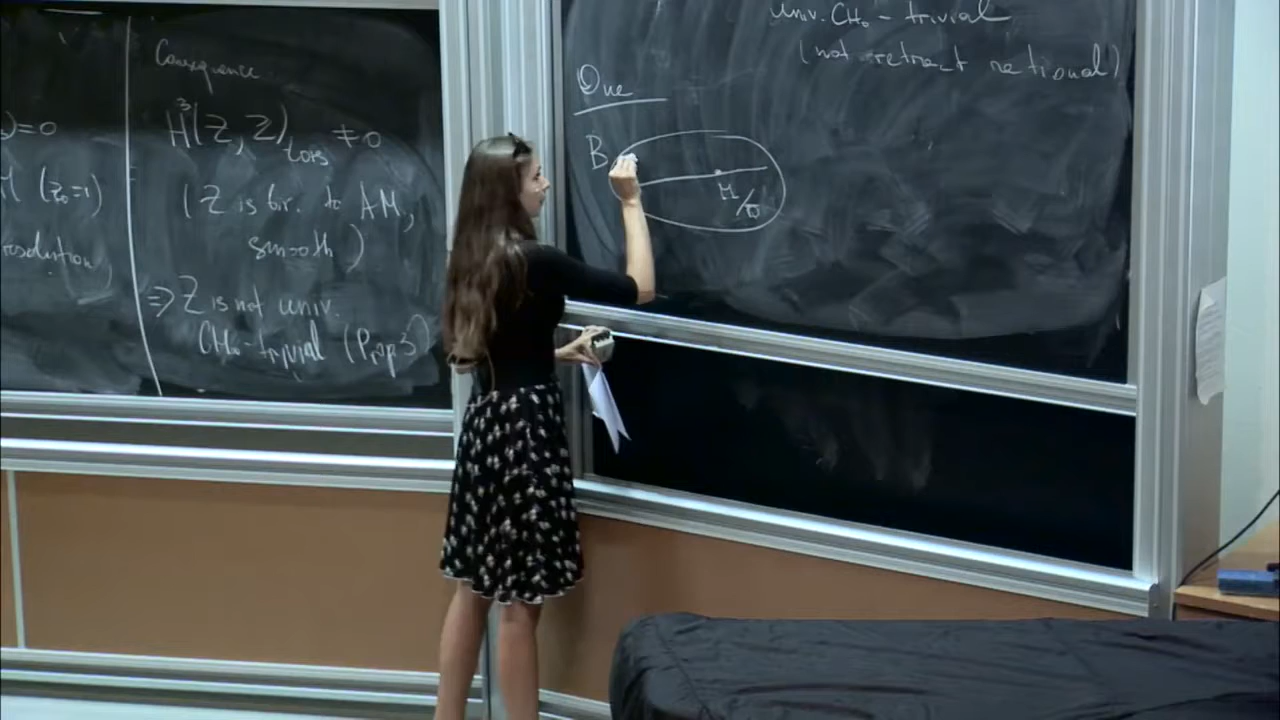 )=0
(z₀=1)
resolution
Consequence
H³(Z, Z)tors ≠ 0
( Z is bir. to AM,
smooth )
⇒ Z is not univ.
CH₀-trivial (Prop 3)
univ. CH₀ - trivial
(not retract rational)
One
B